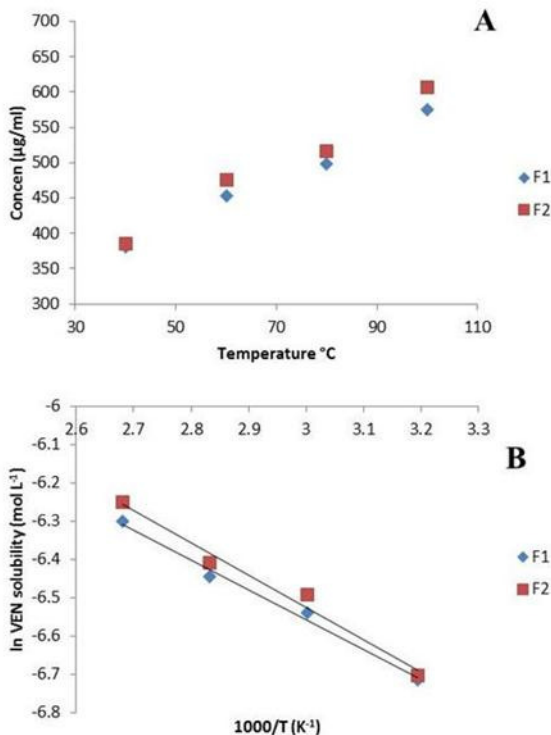 A
700
650
600
550
500
450
400
350
300
Concen (µg/ml)
30 50 70 90 110
Temperature °C
F1
F2
B
-6
2.6 2.7 2.8 2.9 3 3.1 3.2 3.3
-6.1
-6.2
-6.3
-6.4
-6.5
-6.6
-6.7
-6.8
ln VEN solubility (mol L-1)
1000/T (K-1)
F1
F2